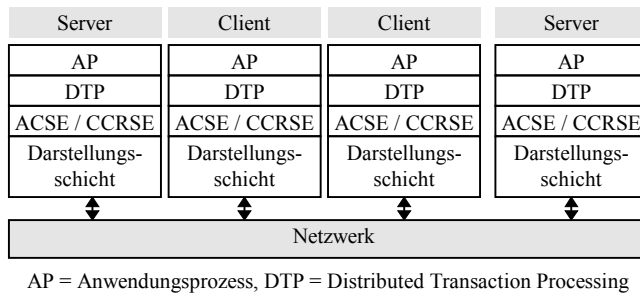 Server Client Client Server
AP AP AP AP
DTP DTP DTP DTP
ACSE / CCRSE ACSE / CCRSE ACSE / CCRSE ACSE / CCRSE
Darstellungs- Darstellungs- Darstellungs- Darstellungs-
schicht schicht schicht schicht
Netzwerk
AP = Anwendungsprozess, DTP = Distributed Transaction Processing